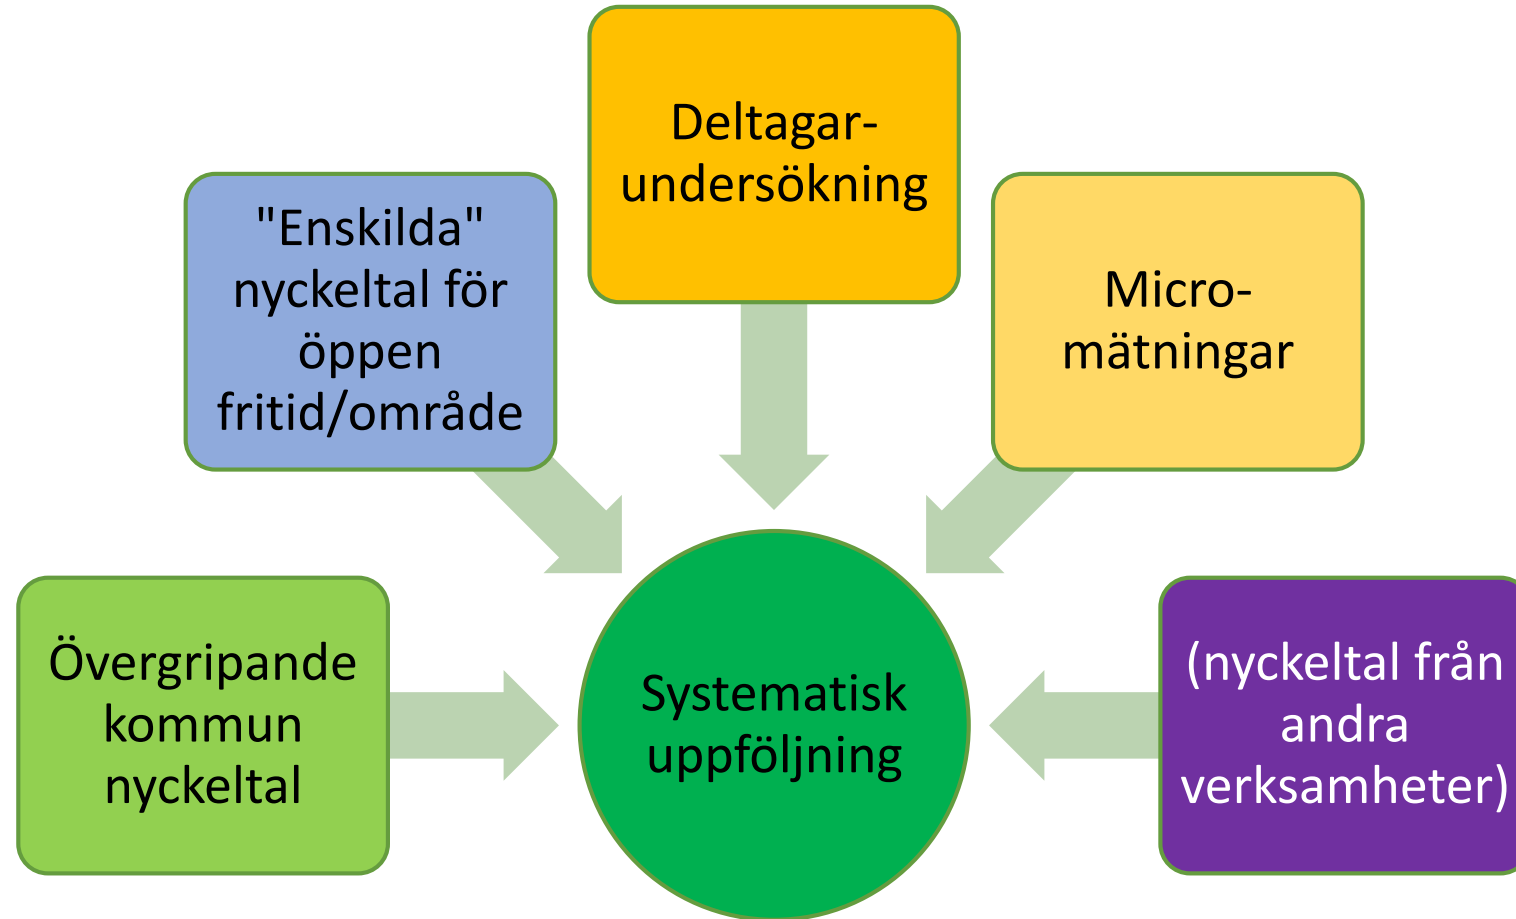 Deltagar-
undersökning
"Enskilda"
nyckeltal för
öppen
fritid/område
Micro-
mätningar
Övergripande
kommun
nyckeltal
Systematisk
uppföljning
(nyckeltal från
andra
verksamheter)